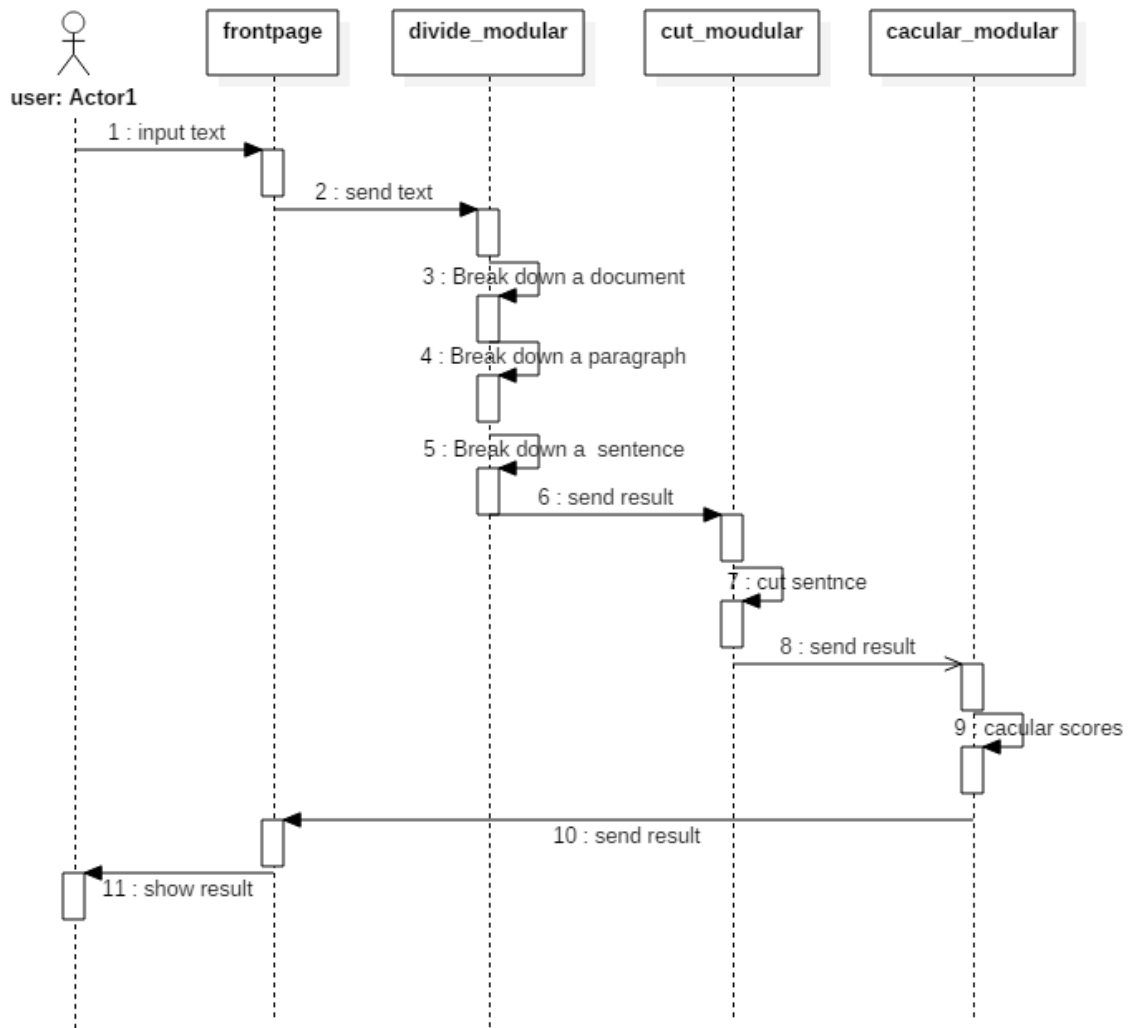 frontpage
divide_modular
cut_moudular
cacular_modular
user: Actor1
1 : input text
2 : send text
3 : Break down a document
4 : Break down a paragraph
5 : Break down a  sentence
6 : send result
7 : cut sentnce
8 : send result
9 : cacular scores
10 : send result
11 : show result